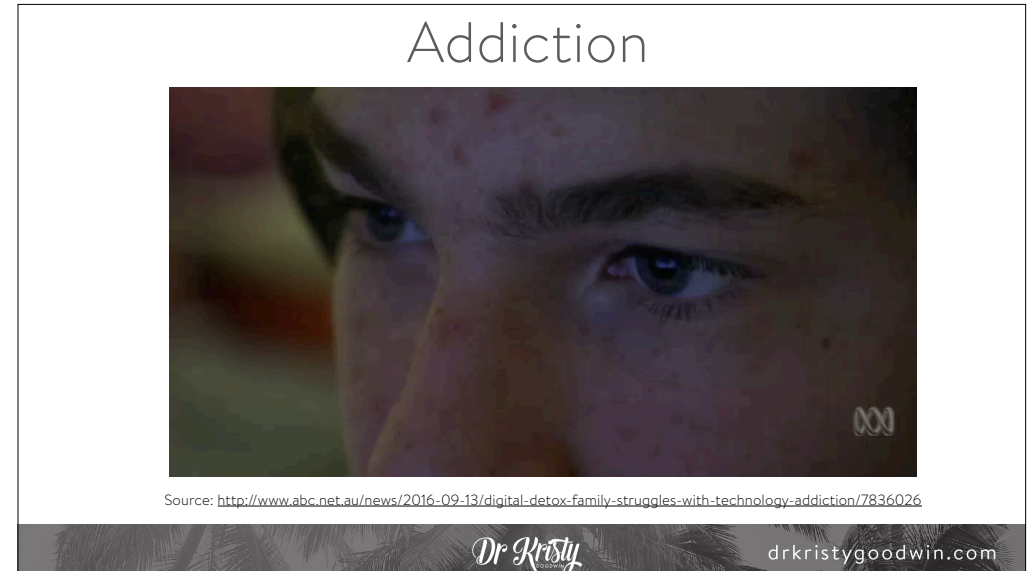 Addiction
Source: http://www.abc.net.au/news/2016-09-13/digital-detox-family-struggles-with-technology-addiction/7836026
Dr Kristy
GOODWIN
drkristygoodwin.com